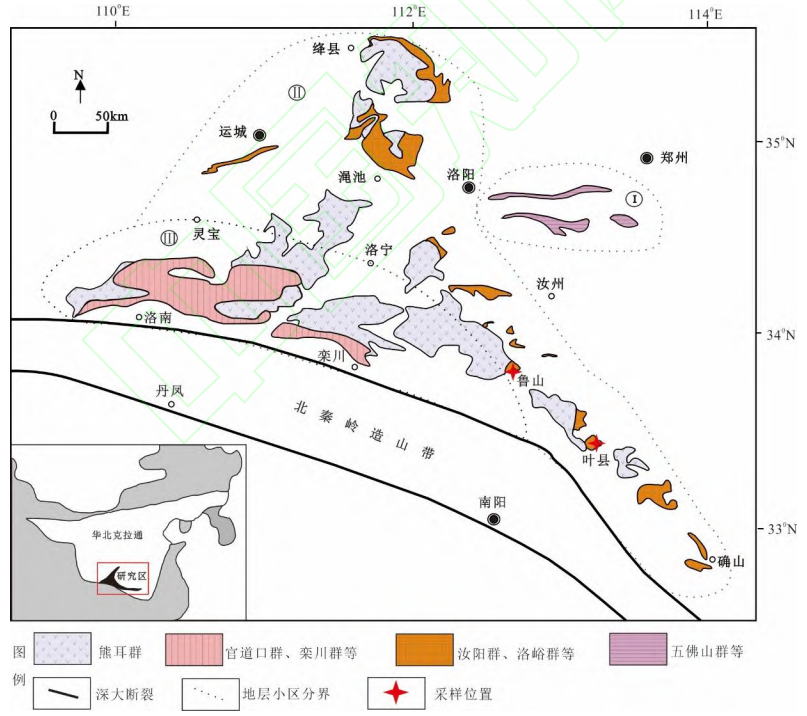 110°E 112°E 114°E
绛县
N
Ⅱ
0 50km
运城
35°N
郑州
渑池
洛阳
Ⅰ
灵宝
Ⅲ
洛宁
汝州
洛南
34°N
栾川
鲁山
丹凤
北秦岭造山带
叶县
南阳
华北克拉通
33°N
确山
研究区
图例
熊耳群 官道口群、栾川群等 汝阳群、洛峪群等 五佛山群等
深大断裂 地层小区分界 采样位置